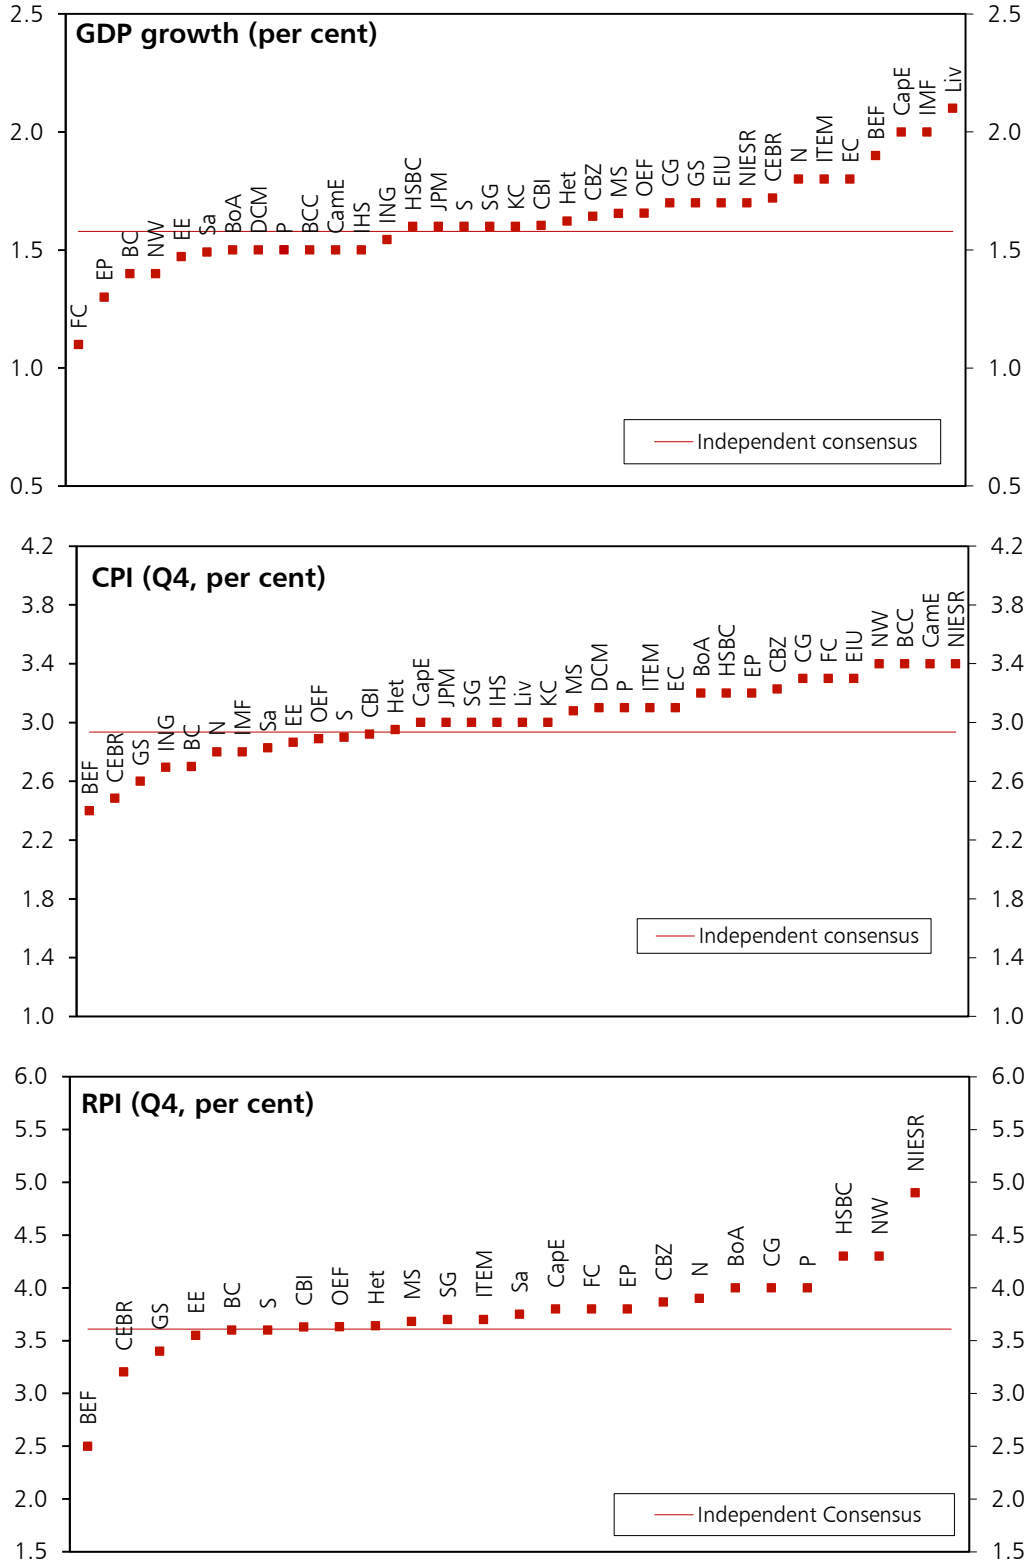 GDP growth (per cent)
2.5 2.5
2.0 2.0
1.5 1.5
1.0 1.0
0.5 0.5
FC EP BC NW EE Sa BoA DCM P BCC CamE IHS ING HSBC JPM S SG KC CBI Het CBZ MS OEF CG GS EIU NIESR CEBR N ITEM EC BEF CapE IMF Liv
Independent consensus
CPI (Q4, per cent)
4.2 4.2
3.8 3.8
3.4 3.4
3.0 3.0
2.6 2.6
2.2 2.2
1.8 1.8
1.4 1.4
1.0 1.0
BEF CEBR GS ING BC N IMF Sa EE OEF S CBI Het CapE JPM SG IHS Liv KC MS DCM P ITEM EC BoA HSBC EP CBZ CG FC EIU NW BCC CamE NIESR
Independent consensus
RPI (Q4, per cent)
6.0 6.0
5.5 5.5
5.0 5.0
4.5 4.5
4.0 4.0
3.5 3.5
3.0 3.0
2.5 2.5
2.0 2.0
1.5 1.5
BEF CEBR GS EE BC S CBI OEF Het MS SG ITEM Sa CapE FC EP CBZ N BoA CG P HSBC NW NIESR
Independent Consensus